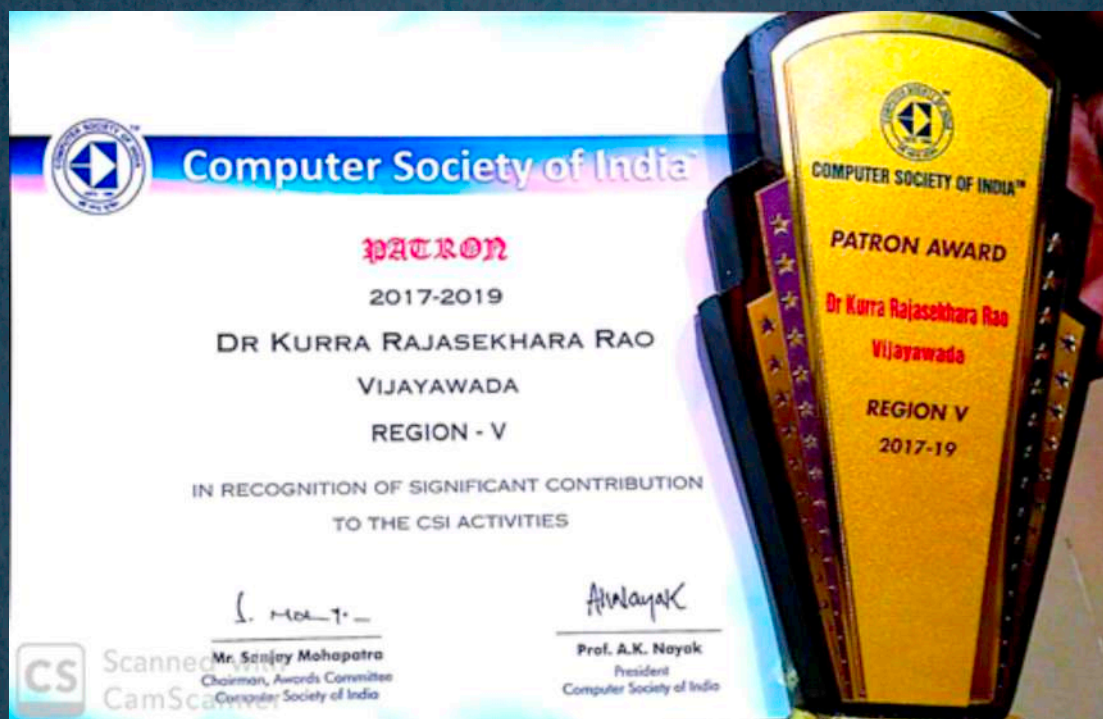 Computer Society of India™
PATRON
2017-2019
DR KURRA RAJASEKHARA RAO
VIJAYAWADA
REGION - V
IN RECOGNITION OF SIGNIFICANT CONTRIBUTION
TO THE CSI ACTIVITIES
Mr. Sanjay Mohapatra
Chairman, Awards Committee
Computer Society of India
Prof. A.K. Nayak
President
Computer Society of India
CS
Scanned with
CamScanner
COMPUTER SOCIETY OF INDIA™
PATRON AWARD
Dr Kurra Rajasekhara Rao
Vijayawada
REGION V
2017-19